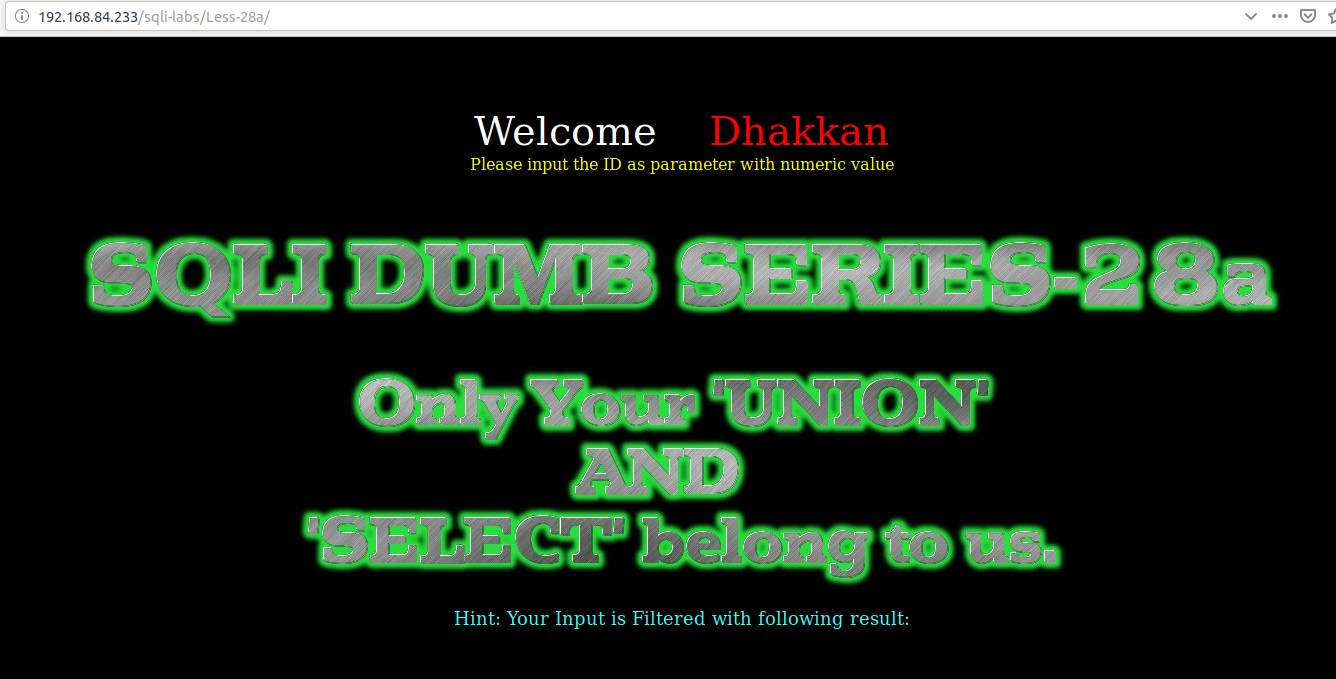 192.168.84.233/sqli-labs/Less-28a/
Welcome Dhakkan
Please input the ID as parameter with numeric value
SQLI DUMB SERIES-28a
Only Your 'UNION'
AND
'SELECT' belong to us.
Hint: Your Input is Filtered with following result: